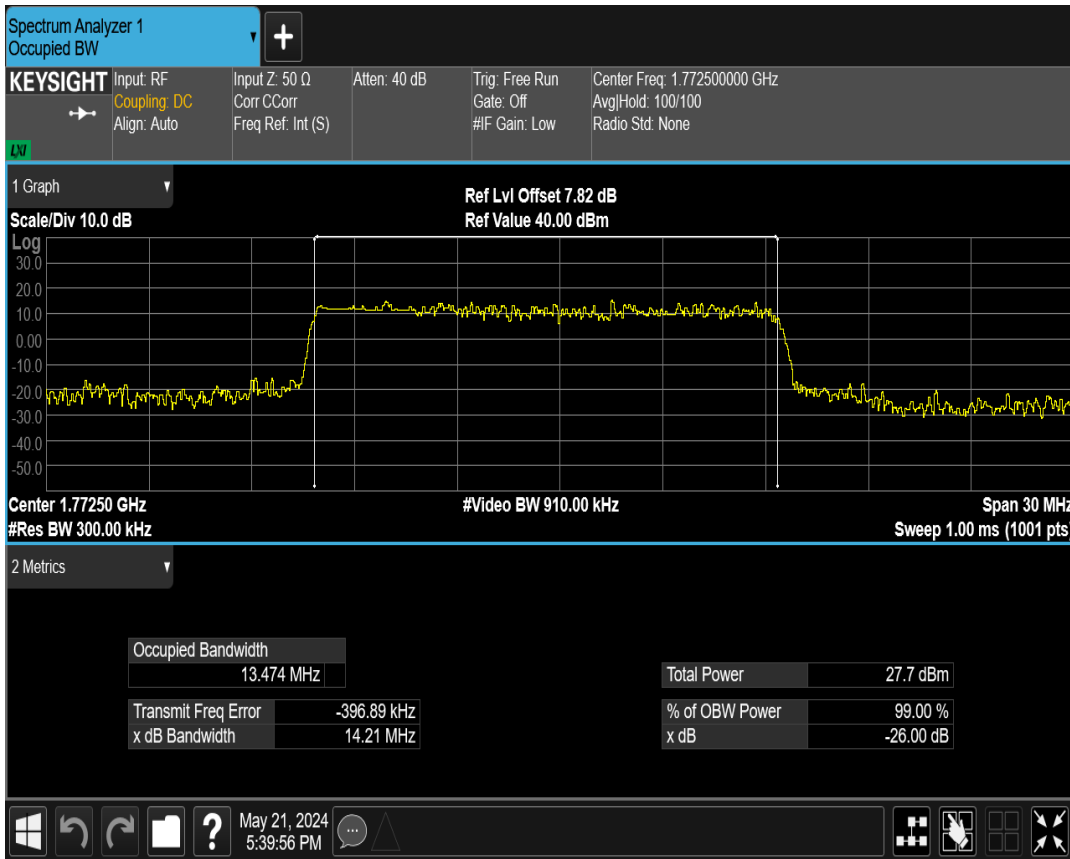 Spectrum Analyzer 1
Occupied BW
+
KEYSIGHT
LXI
Input: RF
Coupling: DC
Align: Auto
Input Z: 50 Ω
Corr CCorr
Freq Ref: Int (S)
Atten: 40 dB
Trig: Free Run
Gate: Off
#IF Gain: Low
Center Freq: 1.772500000 GHz
Avg|Hold: 100/100
Radio Std: None
1 Graph
Scale/Div 10.0 dB
Ref Lvl Offset 7.82 dB
Ref Value 40.00 dBm
Log
30.0
20.0
10.0
0.00
-10.0
-20.0
-30.0
-40.0
-50.0
Center 1.77250 GHz
#Video BW 910.00 kHz
Span 30 MHz
#Res BW 300.00 kHz
Sweep 1.00 ms (1001 pts)
2 Metrics
Occupied Bandwidth
13.474 MHz
Total Power 27.7 dBm
Transmit Freq Error -396.89 kHz
% of OBW Power 99.00 %
x dB Bandwidth 14.21 MHz
x dB -26.00 dB
?
May 21, 2024
5:39:56 PM